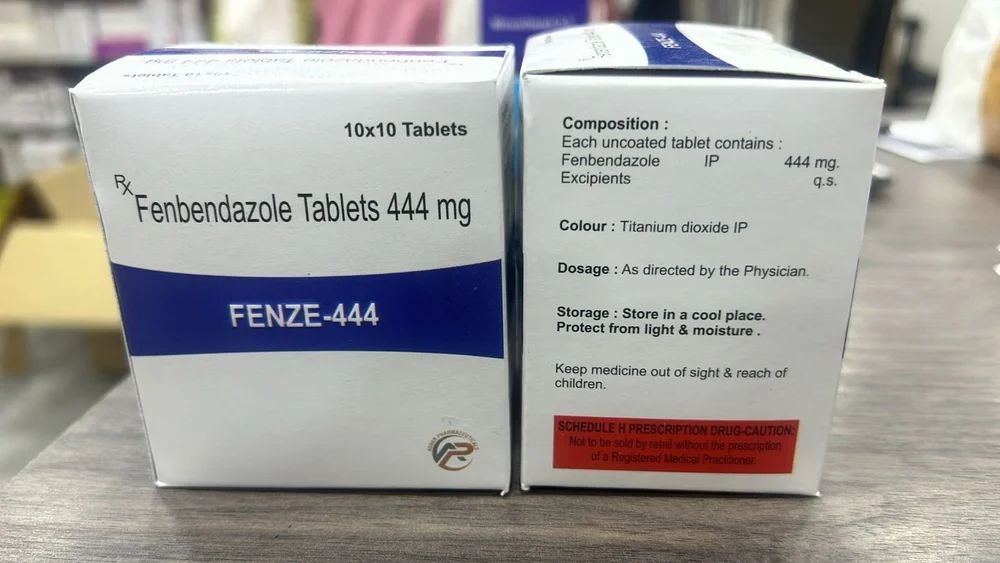 10x10 Tablets
Rx
Fenbendazole Tablets 444 mg
FENZE-444
Composition :
Each uncoated tablet contains :
Fenbendazole IP 444 mg.
Excipients q.s.
Colour : Titanium dioxide IP
Dosage : As directed by the Physician.
Storage : Store in a cool place.
Protect from light & moisture .
Keep medicine out of sight & reach of
children.
SCHEDULE H PRESCRIPTION DRUG-CAUTION:
Not to be sold by retail without the prescription
of a Registered Medical Practitioner.